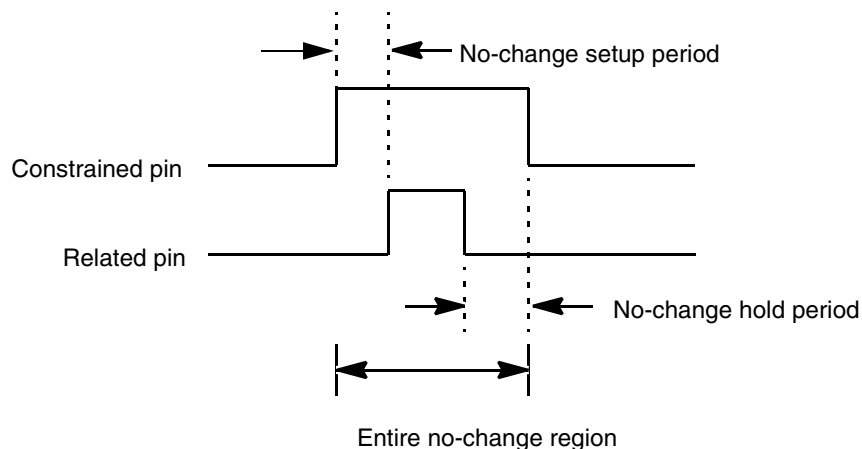 No-change setup period
Constrained pin
Related pin
No-change hold period
Entire no-change region